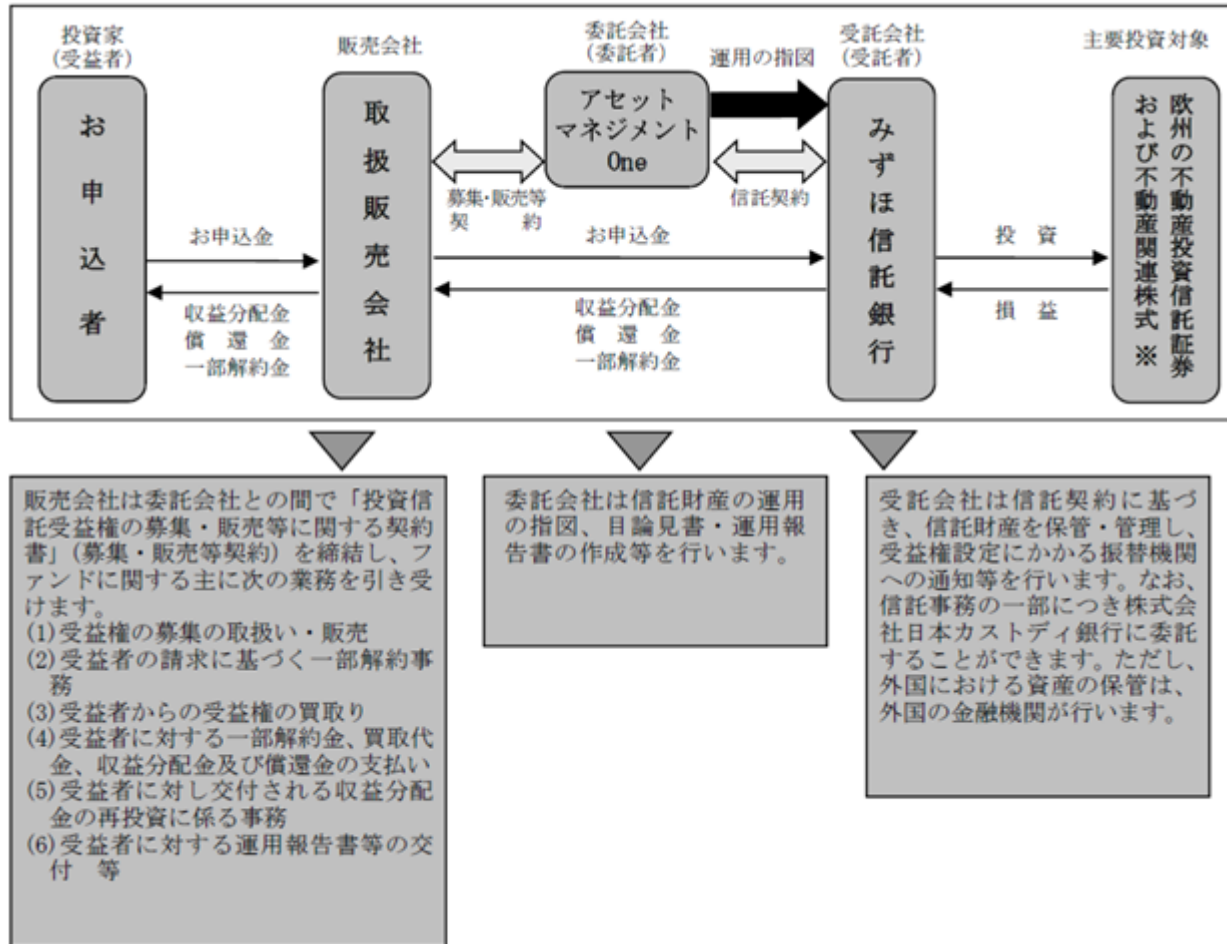 投資家
(受益者)
販売会社
委託会社
(委託者)
運用の指図
受託会社
(受託者)
主要投資対象
お申込者
取扱販売会社
アセット
マネジメント
One
みずほ信託銀行
欧州の不動産投資信託証券
および不動産関連株式※
募集・販売等
契 約
信託契約
お申込金
収益分配金
償 還 金
一部解約金
お申込金
収益分配金
償 還 金
一部解約金
投 資
損 益
販売会社は委託会社との間で「投資信
託受益権の募集・販売等に関する契約
書」(募集・販売等契約)を締結し、フ
ァンドに関する主に次の業務を引き受
けます。
(1)受益権の募集の取扱い・販売
(2)受益者の請求に基づく一部解約事
務
(3)受益者からの受益権の買取り
(4)受益者に対する一部解約金、買取代
金、収益分配金及び償還金の支払い
(5)受益者に対し交付される収益分配
金の再投資に係る事務
(6)受益者に対する運用報告書等の交
付 等
委託会社は信託財産の運用
の指図、目論見書・運用報
告書の作成等を行います。
受託会社は信託契約に基づ
き、信託財産を保管・管理し、
受益権設定にかかる振替機関
への通知等を行います。なお、
信託事務の一部につき株式会
社日本カストディ銀行に委託
することができます。ただし、
外国における資産の保管は、
外国の金融機関が行います。